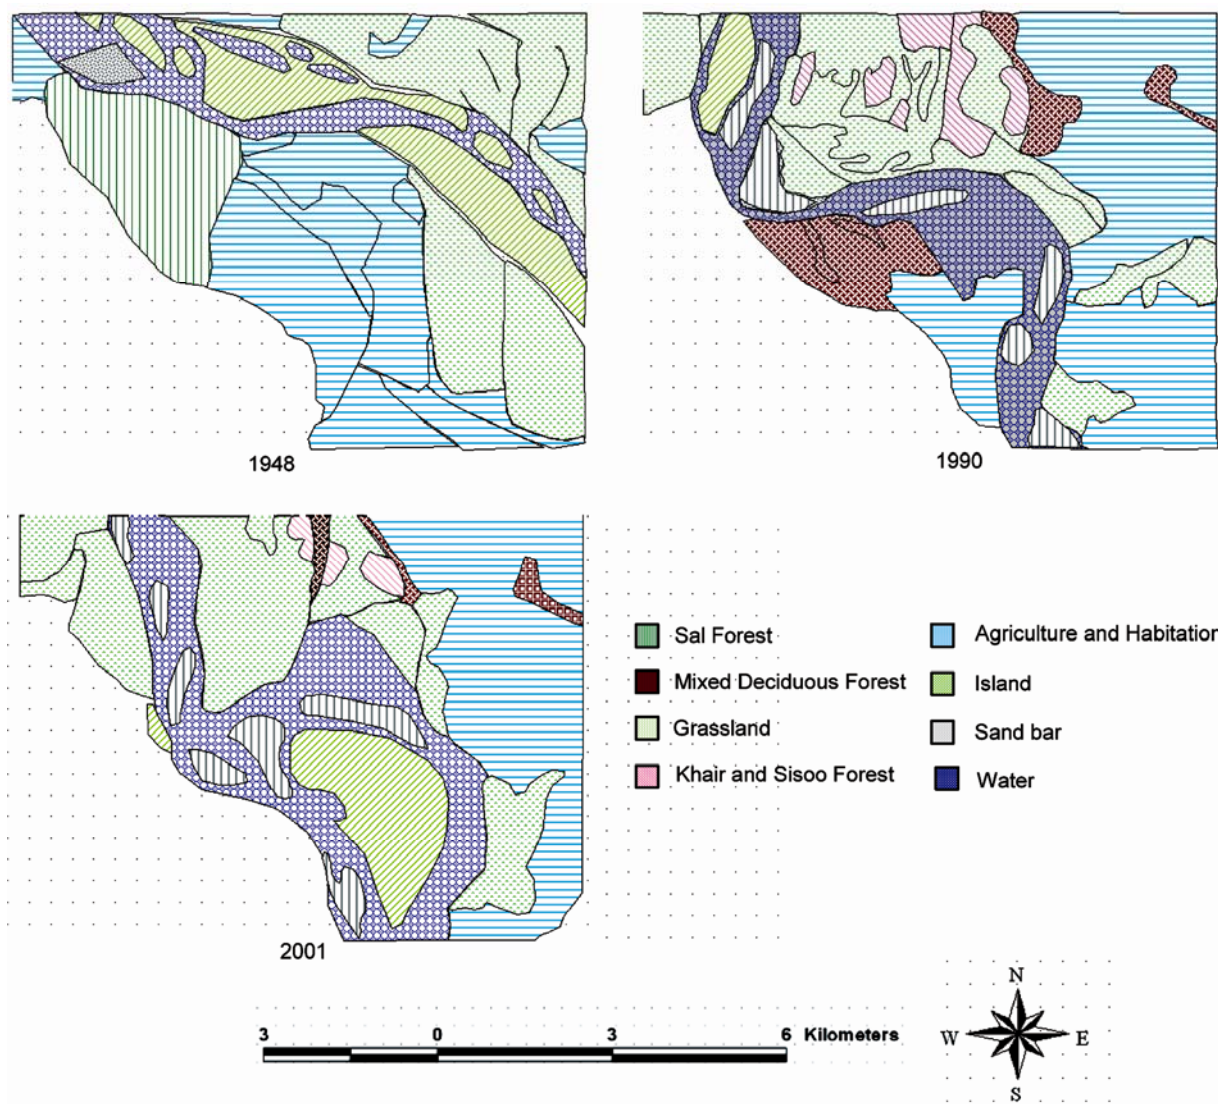 1948
1990
2001
Sal Forest
Mixed Deciduous Forest
Grassland
Khair and Sisoo Forest
Agriculture and Habitation
Island
Sand bar
Water
3 0 3 6 Kilometers
N
W E
S